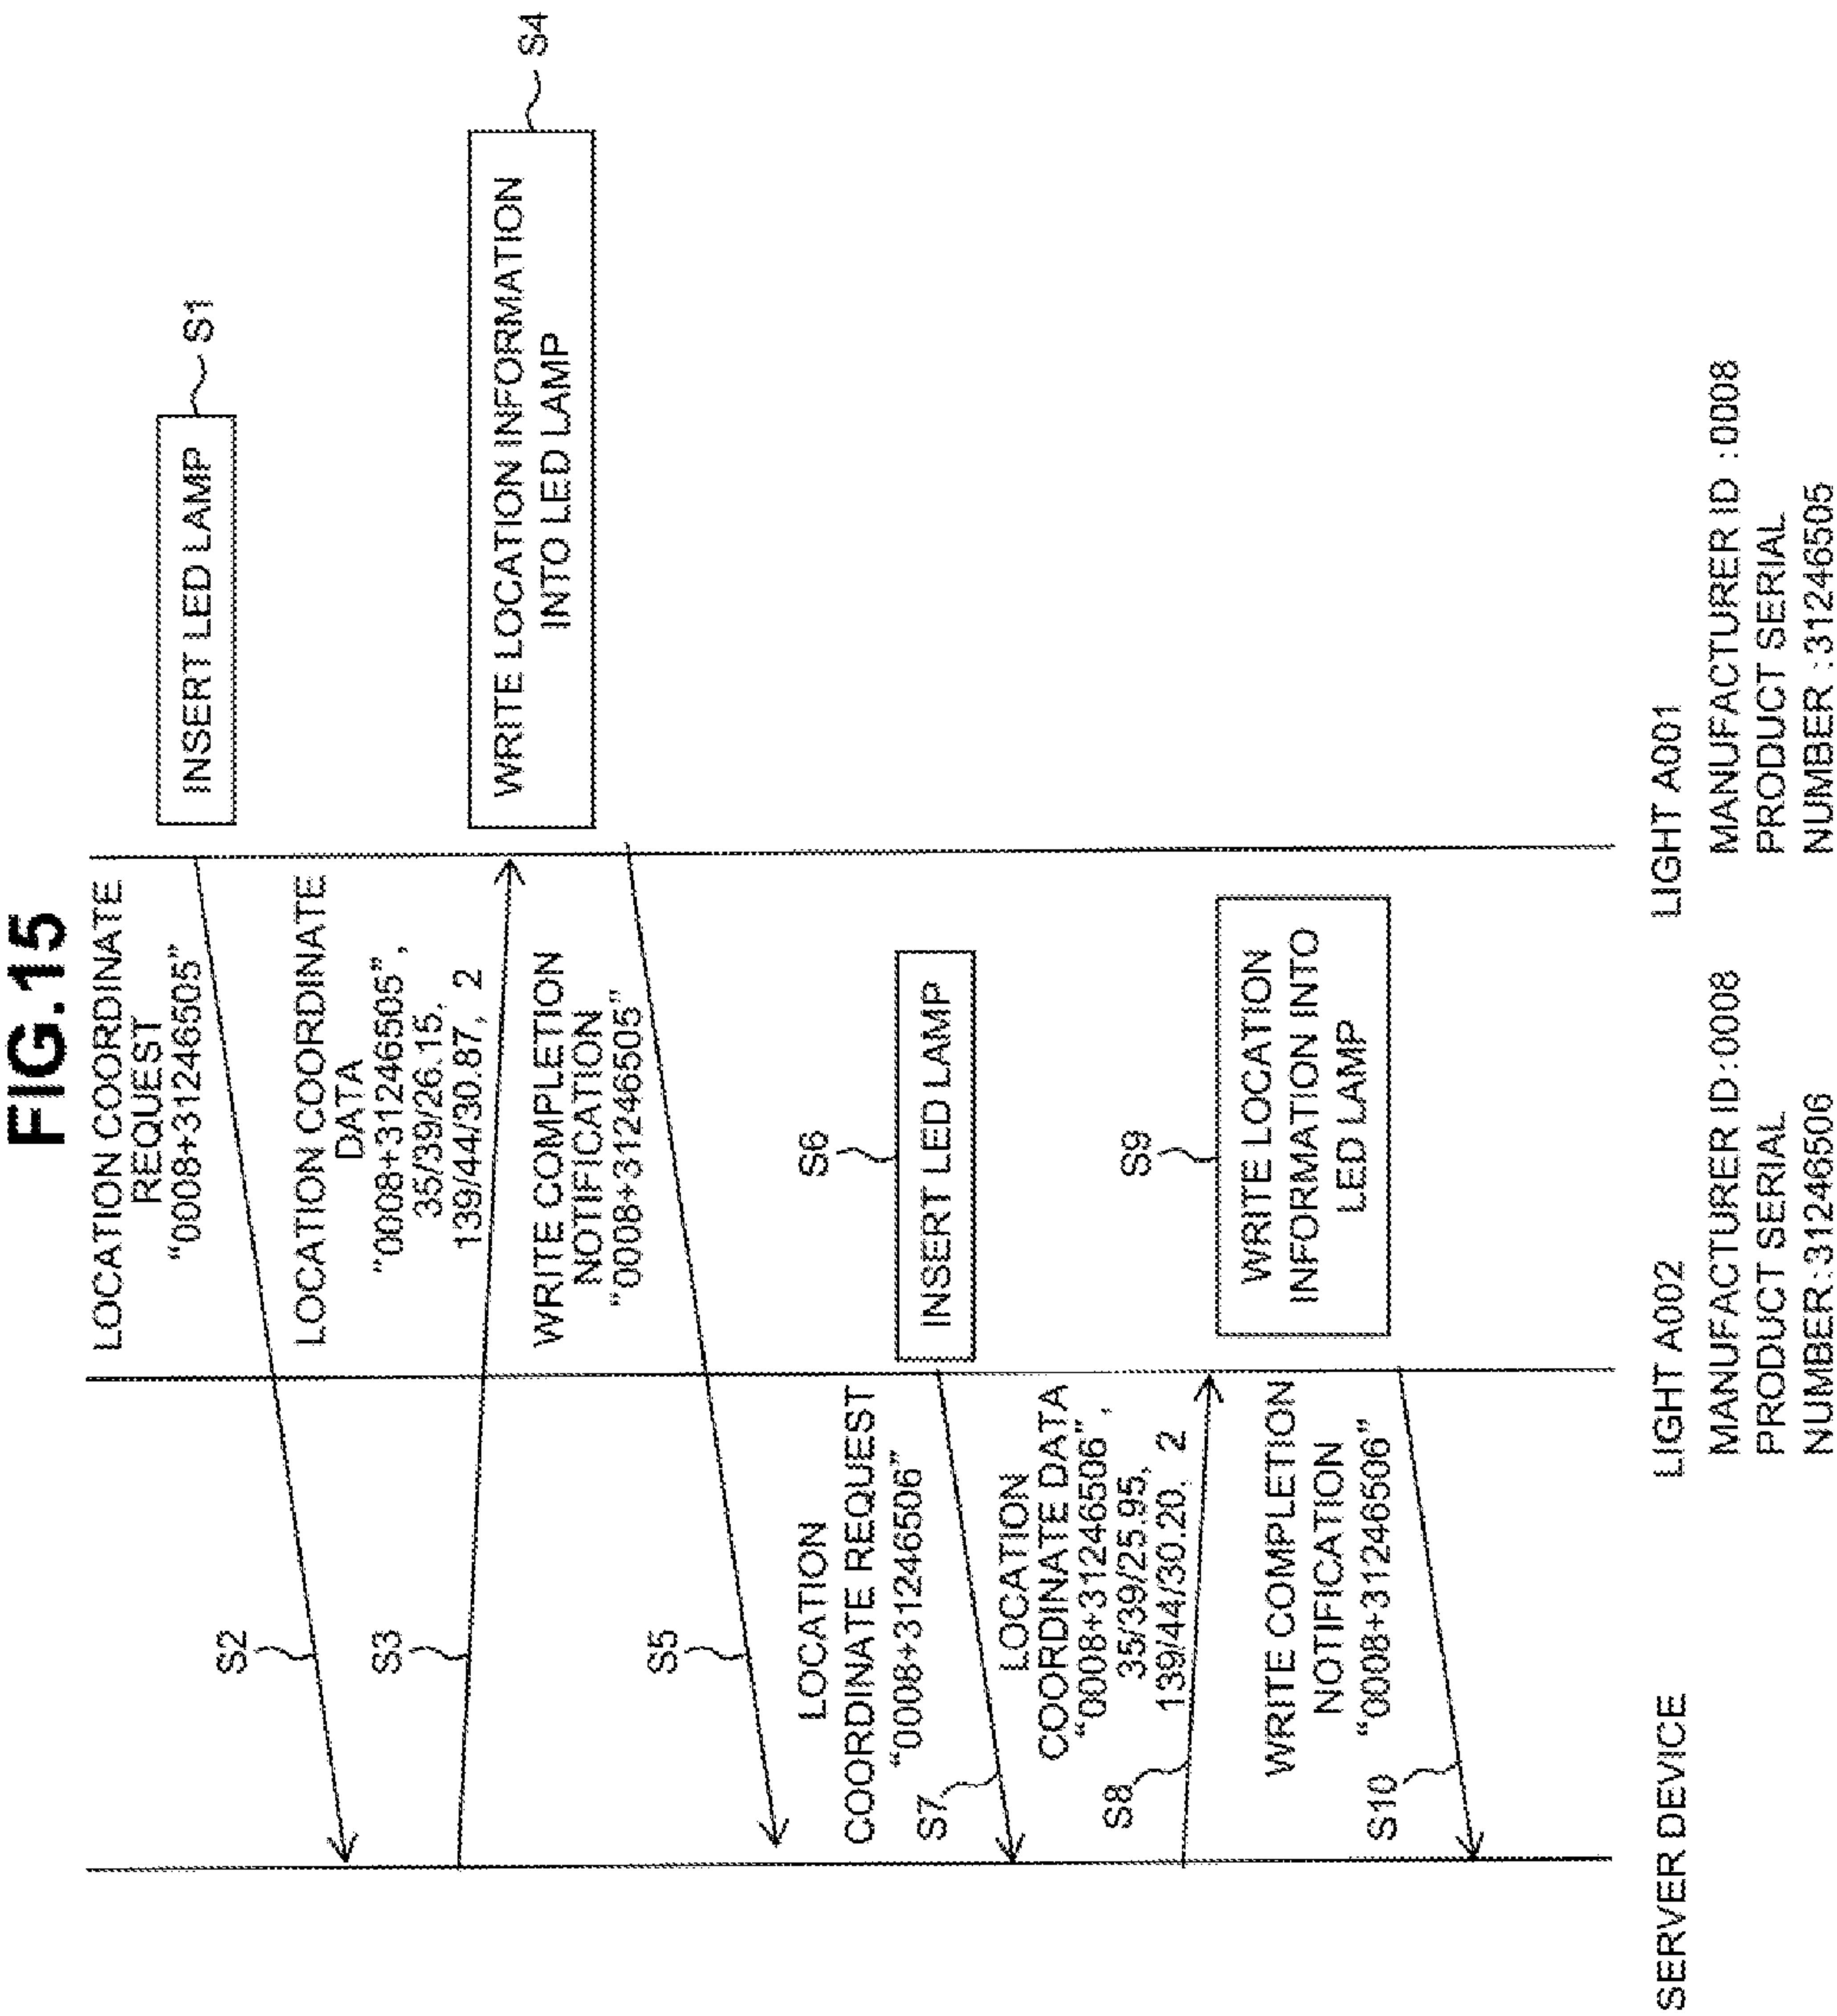 FIG.15
LOCATION COORDINATE
REQUEST
“0008+31246505”
INSERT LED LAMP
S1
S2
LOCATION COORDINATE
DATA
“0008+31246505”,
35/39/26.15,
139/44/30.87, 2
S3
WRITE LOCATION INFORMATION
INTO LED LAMP
S4
WRITE COMPLETION
NOTIFICATION
“0008+31246505”
S5
LOCATION
COORDINATE REQUEST
“0008+31246506”
S6
INSERT LED LAMP
S7
LOCATION
COORDINATE DATA
“0008+31246506”,
35/39/25.95,
139/44/30.20, 2
S8
S9
WRITE LOCATION
INFORMATION INTO
LED LAMP
WRITE COMPLETION
NOTIFICATION
“0008+31246506”
S10
SERVER DEVICE
LIGHT A002
MANUFACTURER ID:0008
PRODUCT SERIAL
NUMBER:31246506
LIGHT A001
MANUFACTURER ID :0008
PRODUCT SERIAL
NUMBER :31246505